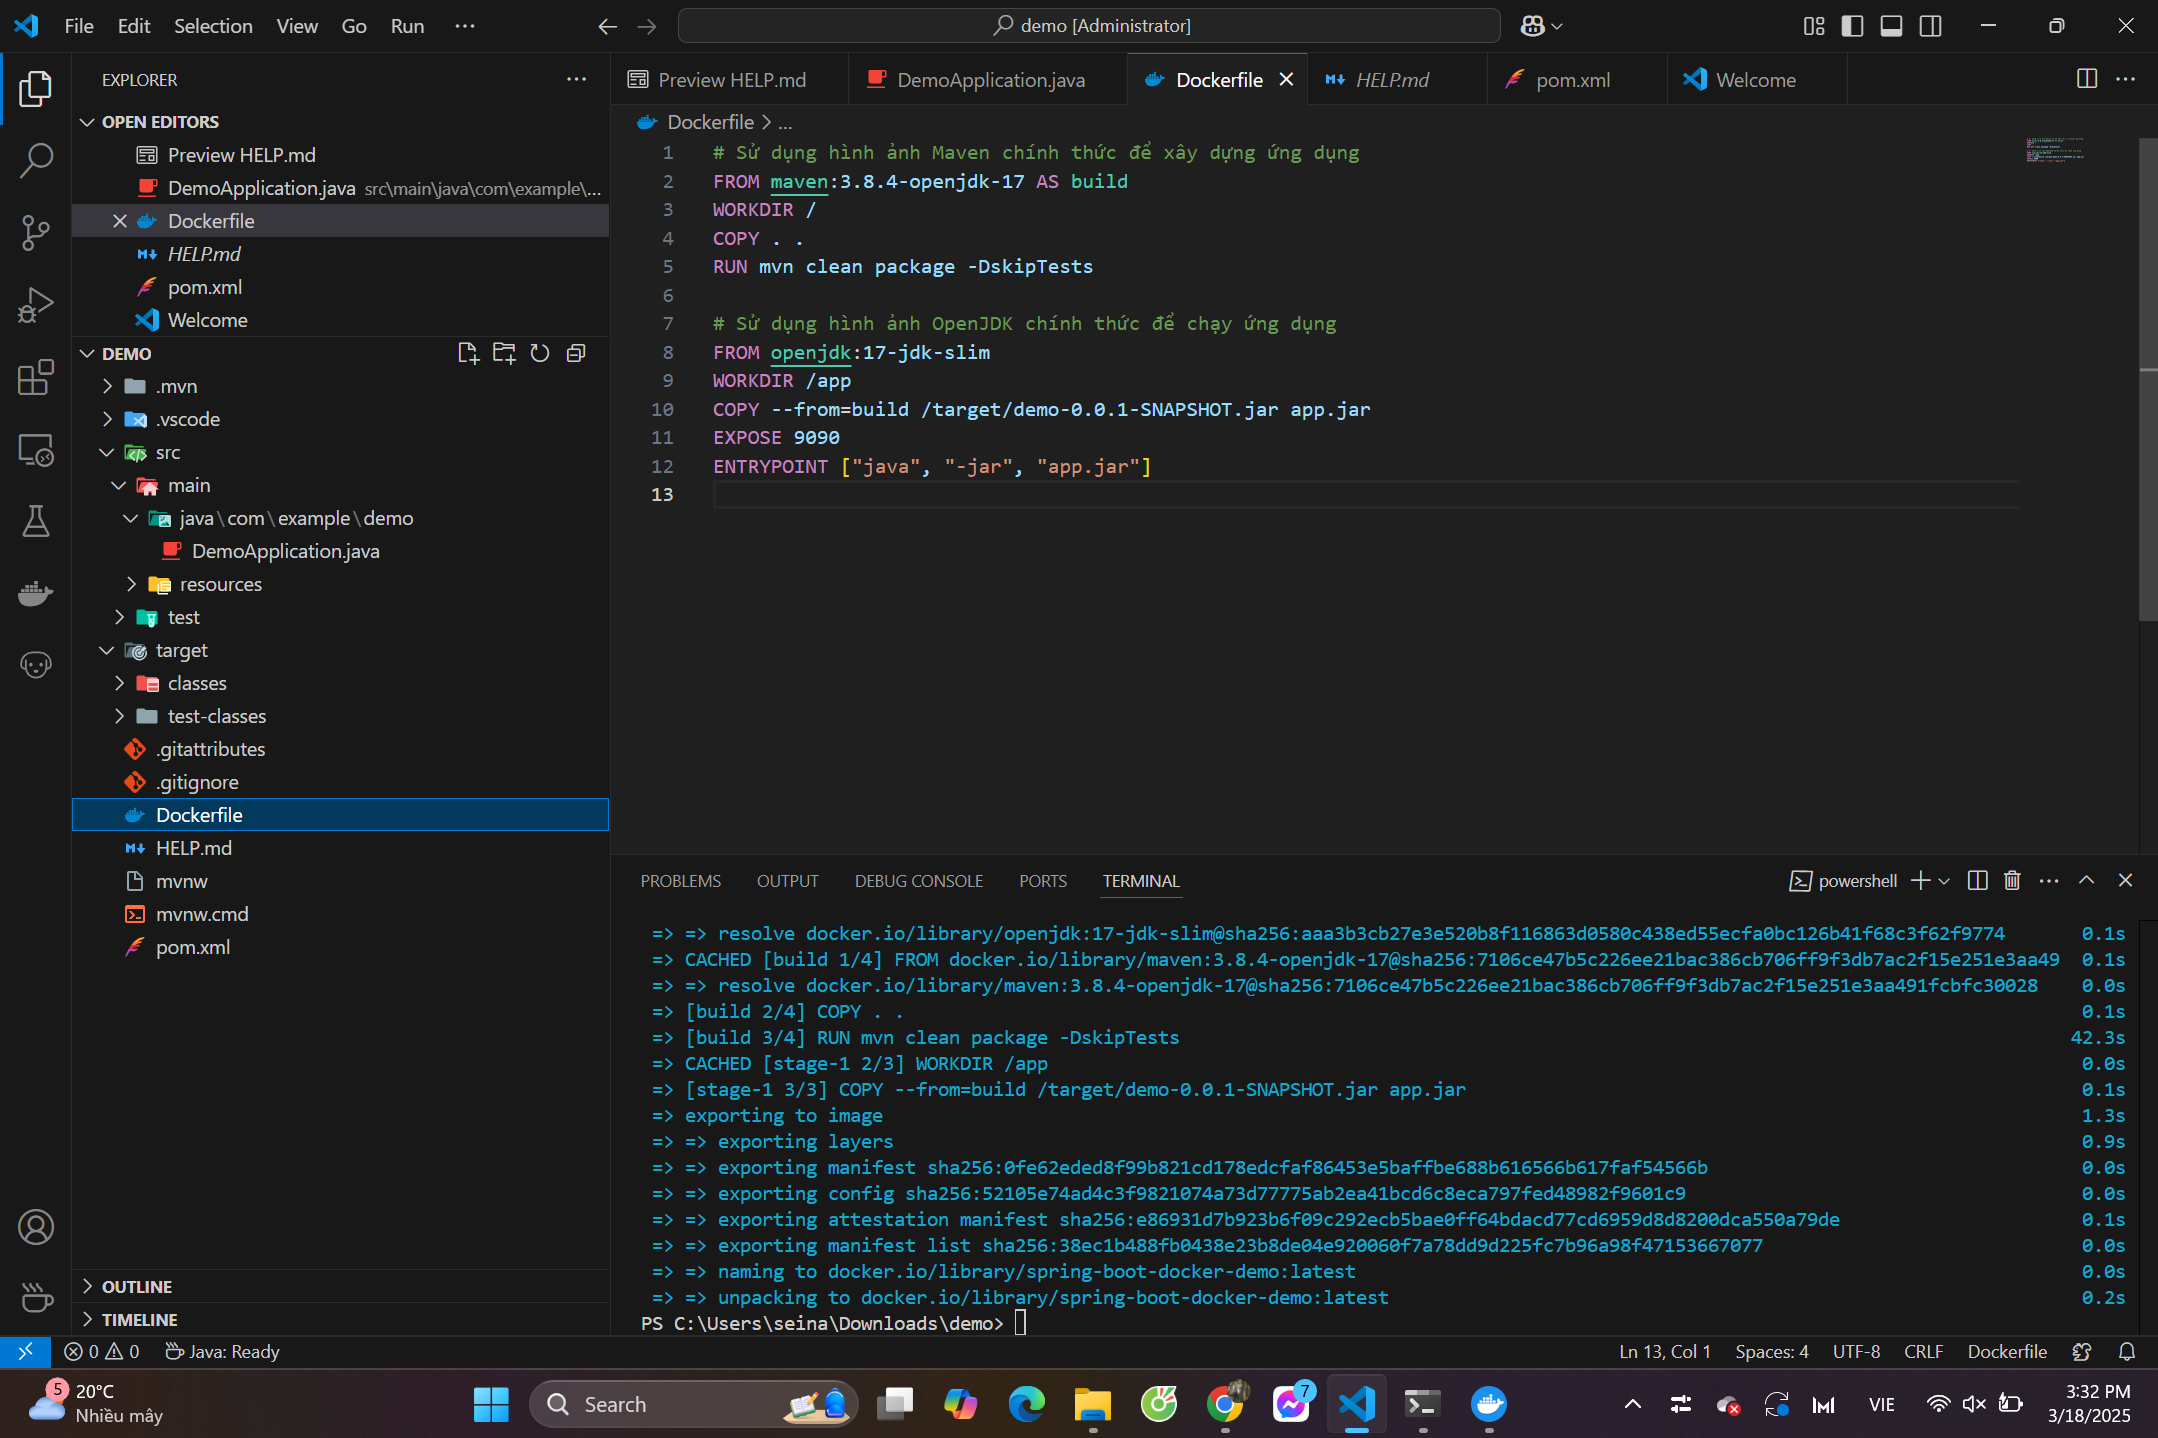 File Edit Selection View Go Run ···
demo [Administrator]
EXPLORER
OPEN EDITORS
Preview HELP.md
DemoApplication.java src\main\java\com\example\...
Dockerfile
HELP.md
pom.xml
Welcome
DEMO
.mvn
.vscode
src
main
java\com\example\demo
DemoApplication.java
resources
test
target
classes
test-classes
.gitattributes
.gitignore
Dockerfile
HELP.md
mvnw
mvnw.cmd
pom.xml
OUTLINE
TIMELINE
Preview HELP.md DemoApplication.java Dockerfile HELP.md pom.xml Welcome
Dockerfile > ...
1 # Sử dụng hình ảnh Maven chính thức để xây dựng ứng dụng
2 FROM maven:3.8.4-openjdk-17 AS build
3 WORKDIR /
4 COPY . .
5 RUN mvn clean package -DskipTests
6
7 # Sử dụng hình ảnh OpenJDK chính thức để chạy ứng dụng
8 FROM openjdk:17-jdk-slim
9 WORKDIR /app
10 COPY --from=build /target/demo-0.0.1-SNAPSHOT.jar app.jar
11 EXPOSE 9090
12 ENTRYPOINT ["java", "-jar", "app.jar"]
13
PROBLEMS OUTPUT DEBUG CONSOLE PORTS TERMINAL
powershell
=> => resolve docker.io/library/openjdk:17-jdk-slim@sha256:aaa3b3cb27e3e520b8f116863d0580c438ed55ecfa0bc126b41f68c3f62f9774 0.1s
=> CACHED [build 1/4] FROM docker.io/library/maven:3.8.4-openjdk-17@sha256:7106ce47b5c226ee21bac386cb706ff9f3db7ac2f15e251e3aa49 0.1s
=> => resolve docker.io/library/maven:3.8.4-openjdk-17@sha256:7106ce47b5c226ee21bac386cb706ff9f3db7ac2f15e251e3aa491fcbfc30028 0.0s
=> [build 2/4] COPY . . 0.1s
=> [build 3/4] RUN mvn clean package -DskipTests 42.3s
=> CACHED [stage-1 2/3] WORKDIR /app 0.0s
=> [stage-1 3/3] COPY --from=build /target/demo-0.0.1-SNAPSHOT.jar app.jar 0.1s
=> exporting to image 1.3s
=> => exporting layers 0.9s
=> => exporting manifest sha256:0fe62eded8f99b821cd178edcfaf86453e5baffbe688b616566b617faf54566b 0.0s
=> => exporting config sha256:52105e74ad4c3f9821074a73d77775ab2ea41bcd6c8eca797fed48982f9601c9 0.0s
=> => exporting attestation manifest sha256:e86931d7b923b6f09c292ecb5bae0ff64bdacd77cd6959d8d8200dca550a79de 0.1s
=> => exporting manifest list sha256:38ec1b488fb0438e23b8de04e920060f7a78dd9d225fc7b96a98f47153667077 0.0s
=> => naming to docker.io/library/spring-boot-docker-demo:latest 0.0s
=> => unpacking to docker.io/library/spring-boot-docker-demo:latest 0.2s
PS C:\Users\seina\Downloads\demo>
0 0 Java: Ready
Ln 13, Col 1 Spaces: 4 UTF-8 CRLF Dockerfile
5
20°C
Nhiều mây
Search
7
VIE
3:32 PM
3/18/2025